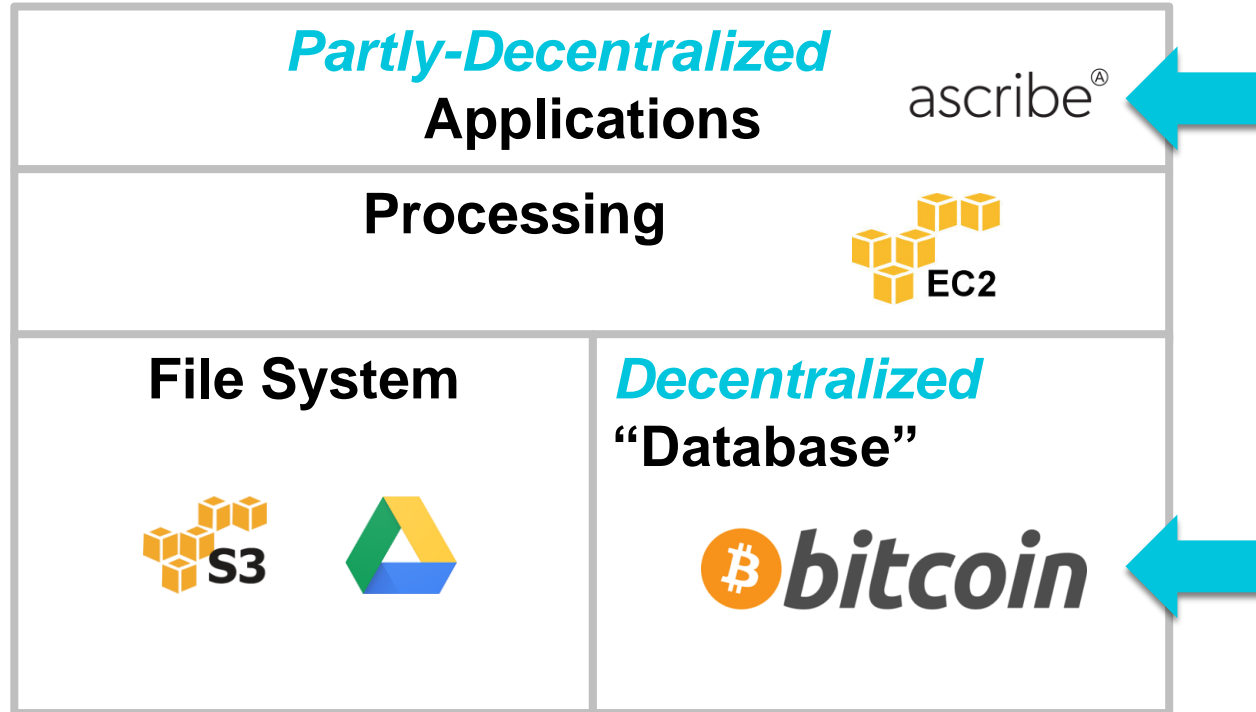 Partly-Decentralized
Applications
ascribe®
Processing
EC2
File System
Decentralized
“Database”
S3
bitcoin